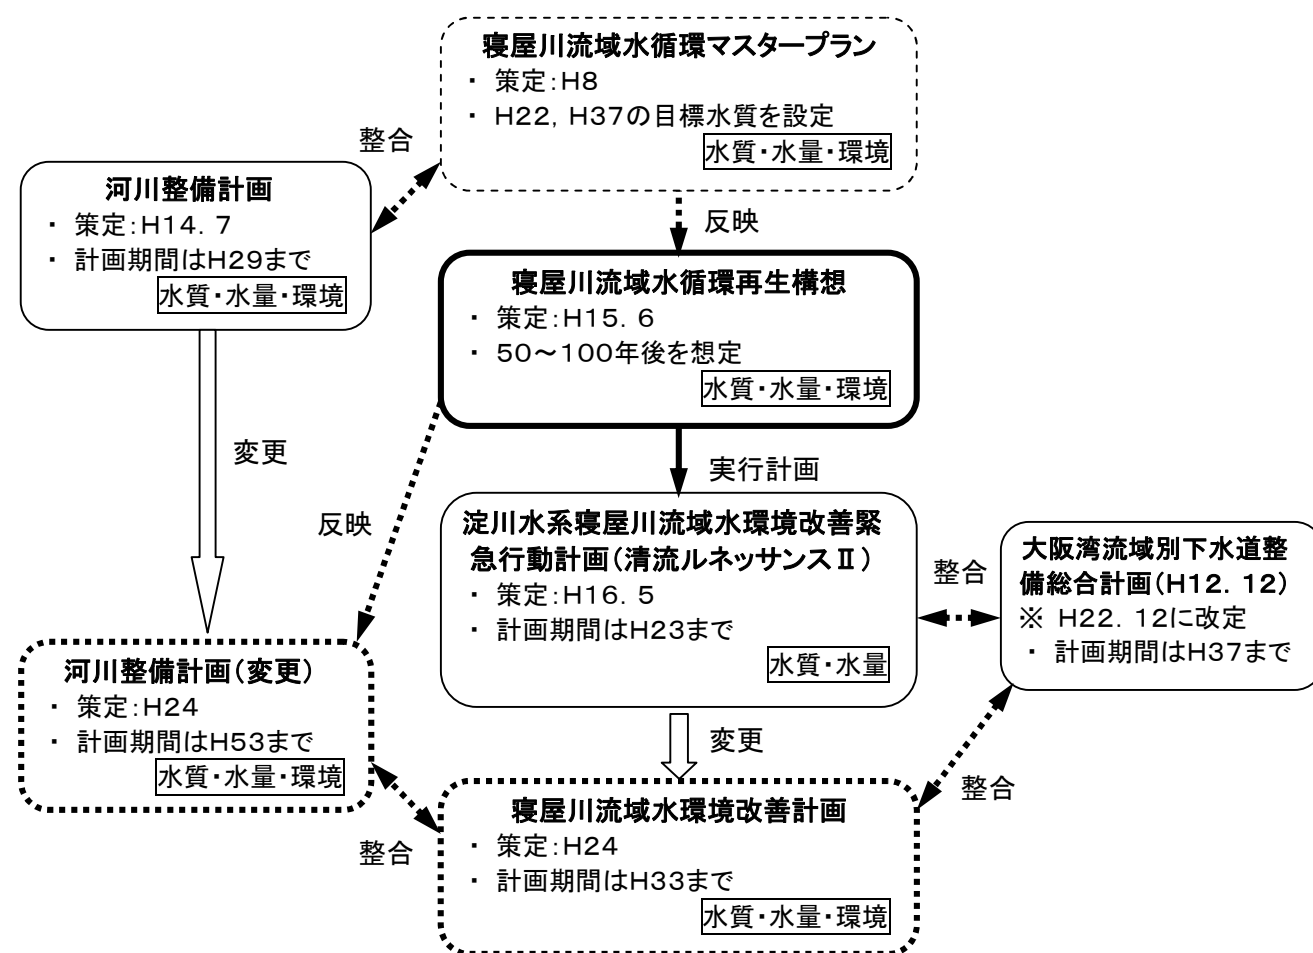 寝屋川流域水循環マスタープラン
・ 策定：H8
・ H22，H37の目標水質を設定
水質・水量・環境
整合
河川整備計画
・ 策定：H14．7
・ 計画期間はH29まで
水質・水量・環境
反映
寝屋川流域水循環再生構想
・ 策定：H15．6
・ 50～100年後を想定
水質・水量・環境
変更
反映
実行計画
淀川水系寝屋川流域水環境改善緊
急行動計画（清流ルネッサンスⅡ）
・ 策定：H16．5
・ 計画期間はH23まで
水質・水量
整合
大阪湾流域別下水道整
備総合計画（H12．12）
※ H22．12に改定
・ 計画期間はH37まで
河川整備計画（変更）
・ 策定：H24
・ 計画期間はH53まで
水質・水量・環境
変更
整合
整合
寝屋川流域水環境改善計画
・ 策定：H24
・ 計画期間はH33まで
水質・水量・環境